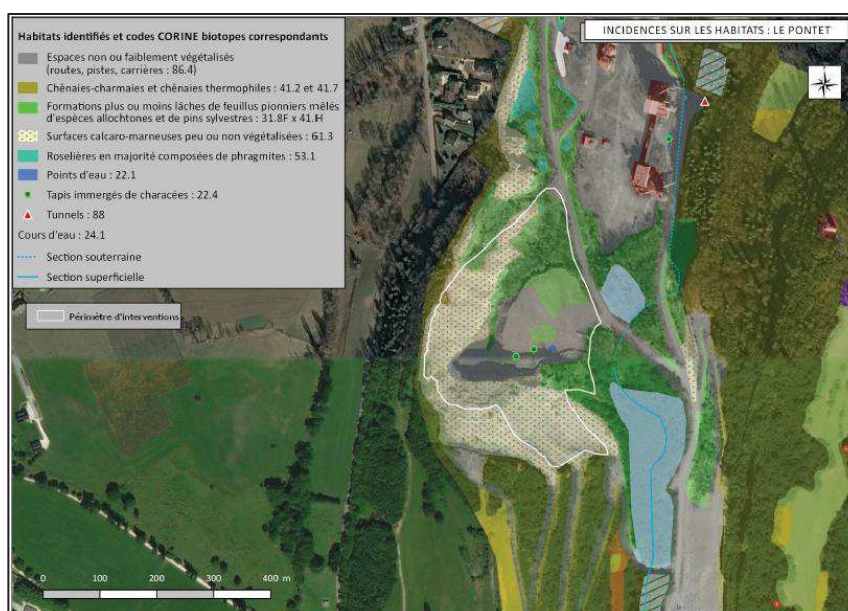 INCIDENCES SUR LES HABITATS : LE PONTET
Habitats identifiés et codes CORINE biotopes correspondants
Espaces non ou faiblement végétalisés
(routes, pistes, carrières : 86.4)
Chênaies-charmaies et chênaies thermophiles : 41.2 et 41.7
Formations plus ou moins lâches de feuillus pionniers mêlés
d'espèces allochtones et de pins sylvestres : 31.8F x 41.H
Surfaces calcaro-marneuses peu ou non végétalisées : 61.3
Roselières en majorité composées de phragmites : 53.1
Points d'eau : 22.1
Tapis immergés de characées : 22.4
Tunnels : 88
Cours d'eau : 24.1
Section souterraine
Section superficielle
Périmètre d'interventions
0 100 200 300 400 m